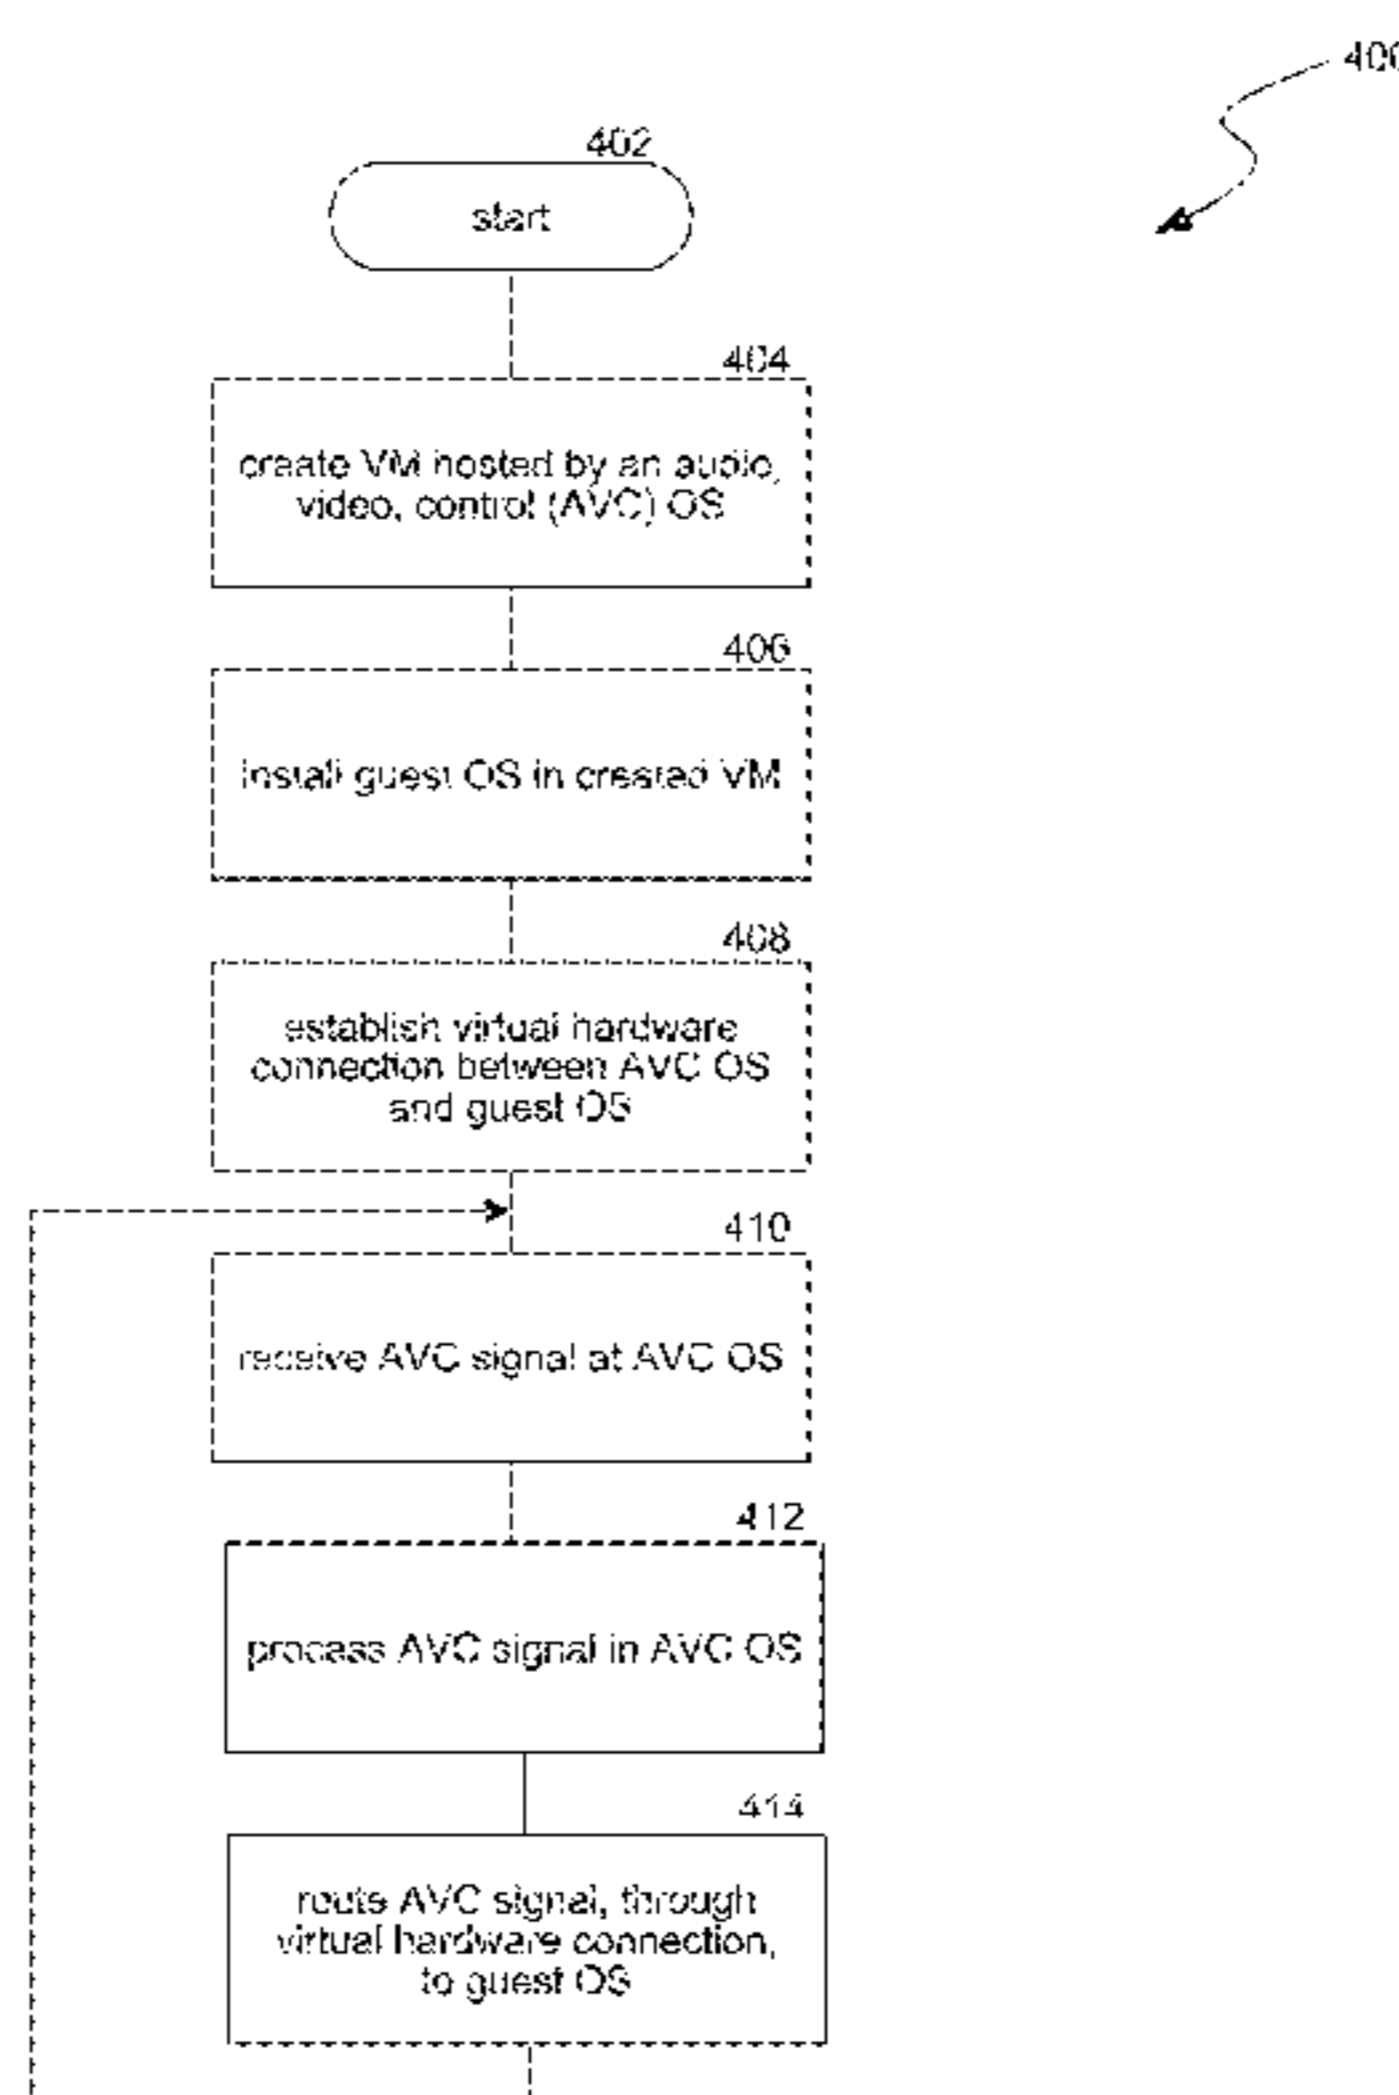 400
402
start
404
create VM hosted by an audio,
video, control (AVC) OS
406
install guest OS in created VM
408
establish virtual hardware
connection between AVC OS
and guest OS
410
receive AVC signal at AVC OS
412
process AVC signal in AVC OS
414
route AVC signal, through
virtual hardware connection,
to guest OS